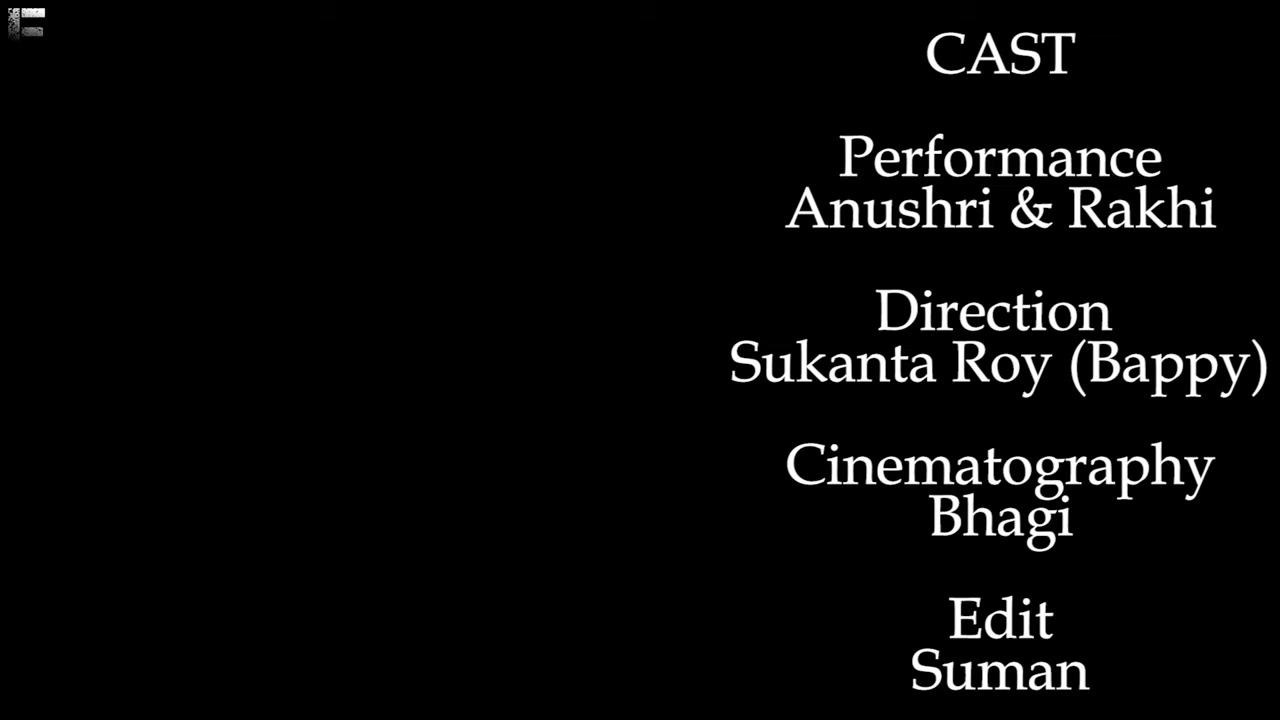 CAST
Performance
Anushri & Rakhi
Direction
Sukanta Roy (Bappy)
Cinematography
Bhagi
Edit
Suman